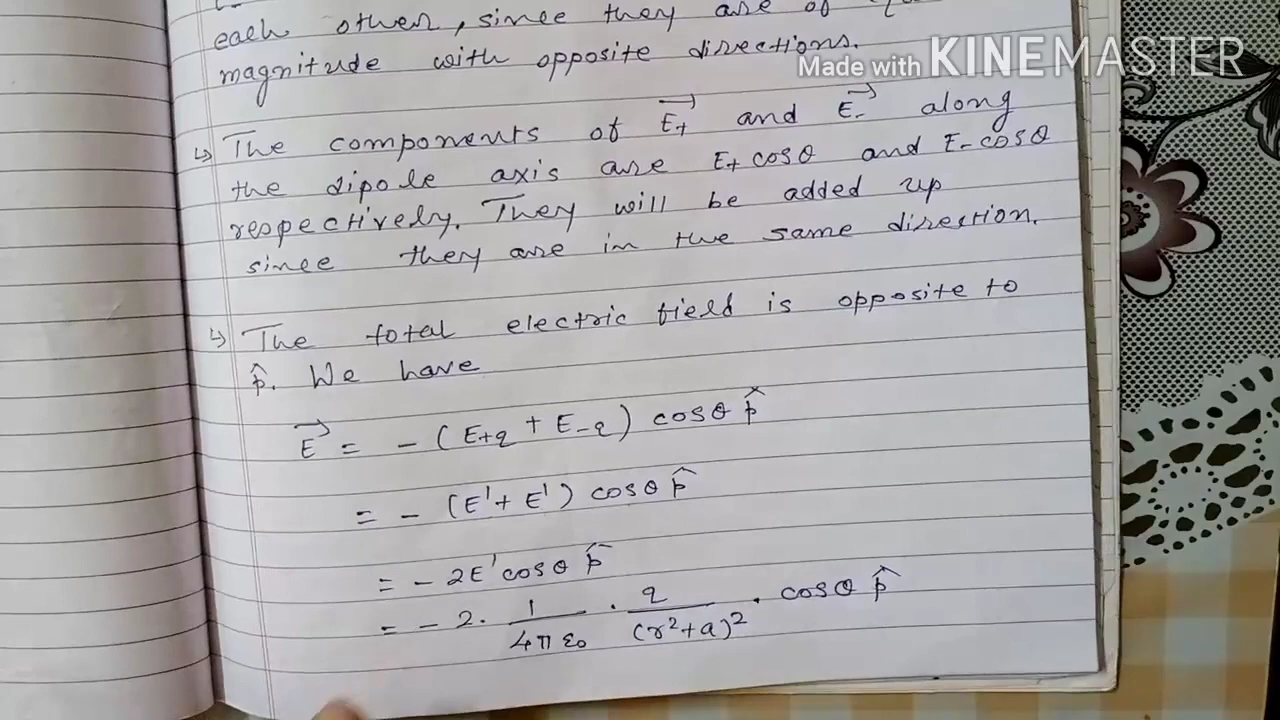 each other, since they are of
magnitude with opposite directions.
Made with KINEMASTER
↳ The components of E₊⃗ and E₋⃗ along
the dipole axis are E₊ cosθ and E₋ cosθ
respectively. They will be added up
since they are in the same direction.
↳ The total electric field is opposite to
p̂. We have
E⃗ = - (E₊q + E₋q) cosθ p̂
= - (E' + E') cosθ p̂
= - 2E' cosθ p̂
= - 2. 1/4πε₀ . q/(r²+a)² . cosθ p̂